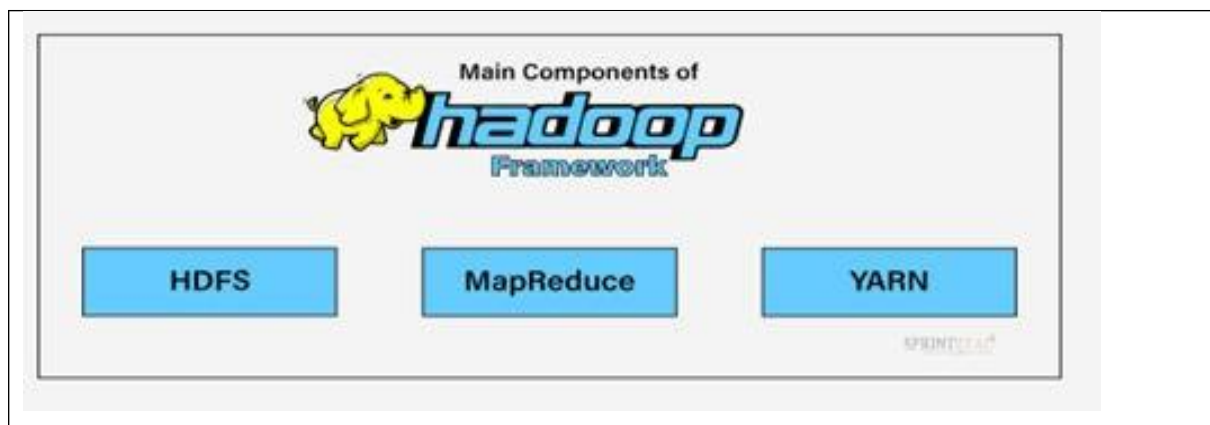 Main Components of
hadoop
Framework
HDFS
MapReduce
YARN